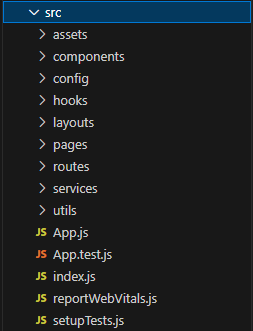 src
assets
components
config
hooks
layouts
pages
routes
services
utils
JS App.js
JS App.test.js
JS index.js
JS reportWebVitals.js
JS setupTests.js